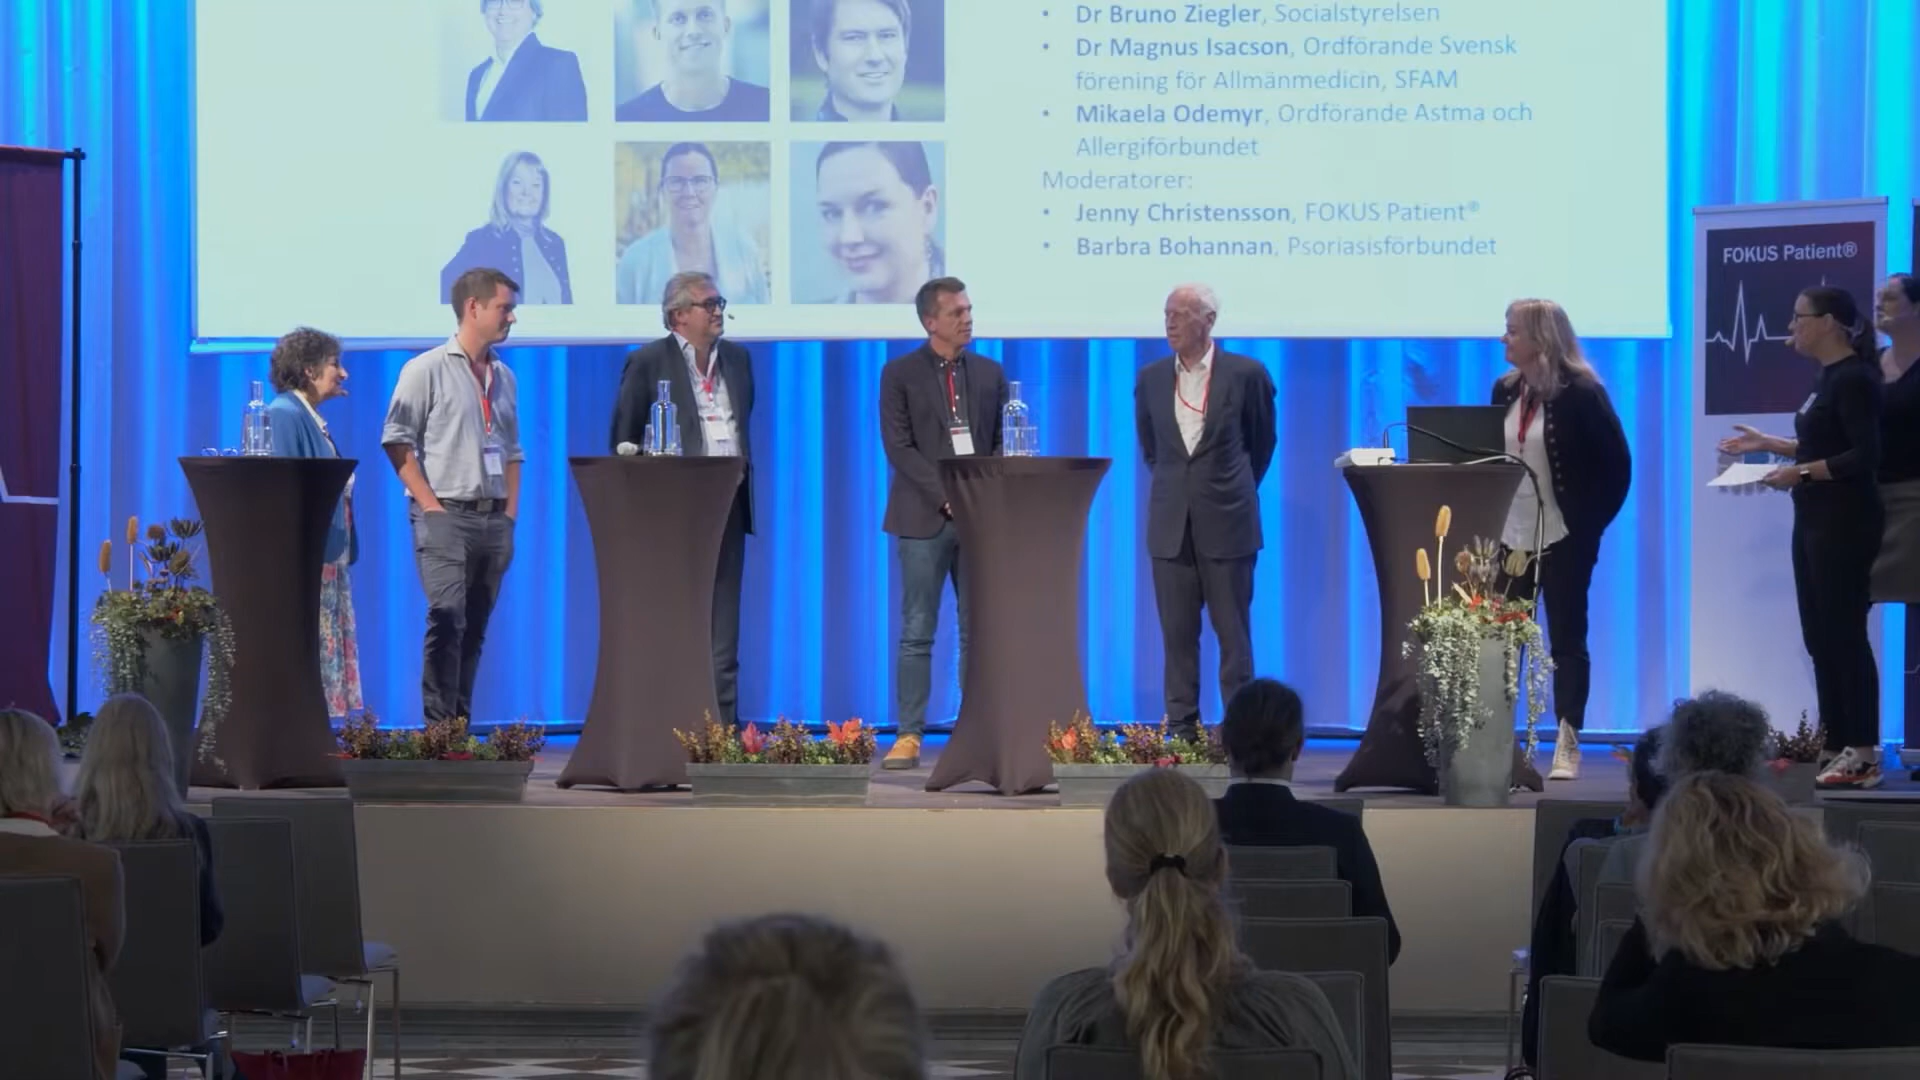 • Dr Bruno Ziegler, Socialstyrelsen
• Dr Magnus Isacson, Ordförande Svensk
förening för Allmänmedicin, SFAM
• Mikaela Odemyr, Ordförande Astma och
Allergiförbundet
Moderatorer:
• Jenny Christensson, FOKUS Patient®
• Barbra Bohannan, Psoriasisförbundet
FOKUS Patient®